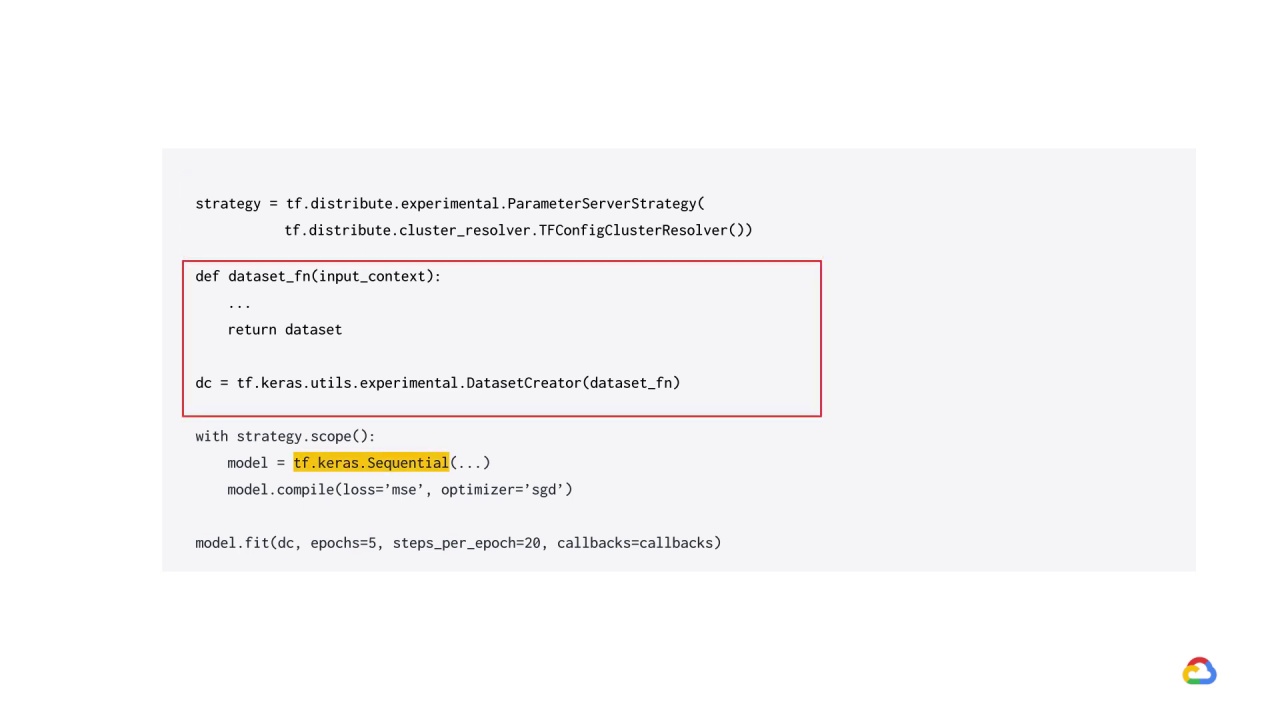 strategy = tf.distribute.experimental.ParameterServerStrategy(
tf.distribute.cluster_resolver.TFConfigClusterResolver())
def dataset_fn(input_context):
...
return dataset
dc = tf.keras.utils.experimental.DatasetCreator(dataset_fn)
with strategy.scope():
model = tf.keras.Sequential(...)
model.compile(loss=’mse’, optimizer=’sgd’)
model.fit(dc, epochs=5, steps_per_epoch=20, callbacks=callbacks)